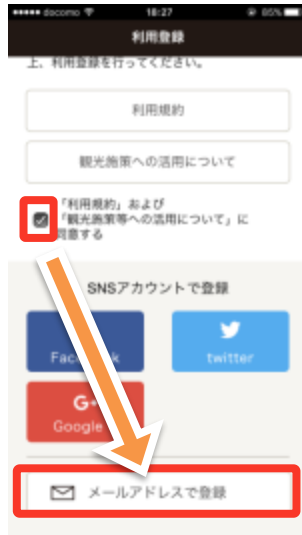 docomo 18:27 85%
利用登録
上、利用登録を行ってください。
利用規約
観光施策への活用について
「利用規約」および
「観光施策等への活用について」に
同意する
SNSアカウントで登録
Fac k
twitter
G+
Google
メールアドレスで登録